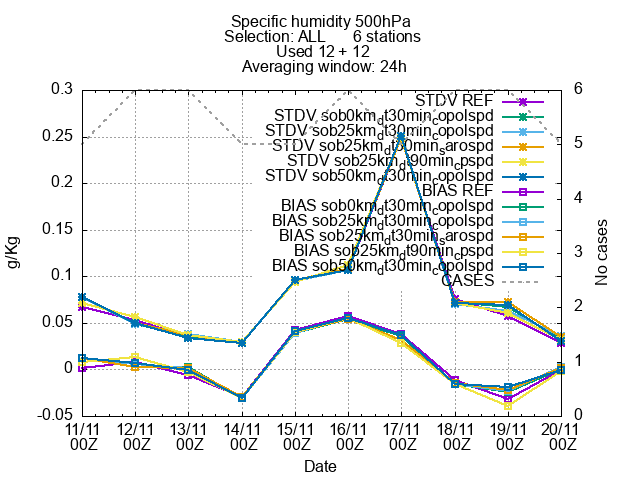 Specific humidity 500hPa
Selection: ALL 6 stations
Used 12 + 12
Averaging window: 24h
0.3
0.25
0.2
0.15
0.1
0.05
0
-0.05
g/Kg
6
5
4
3
2
1
0
No cases
STDV REF
STDV sob0km_dt30min_copolspd
STDV sob25km_dt30min_copolspd
STDV sob25km_dt30min_sarospd
STDV sob25km_dt90min_cpspd
STDV sob50km_dt30min_copolspd
BIAS REF
BIAS sob0km_dt30min_copolspd
BIAS sob25km_dt30min_copolspd
BIAS sob25km_dt30min_sarospd
BIAS sob25km_dt90min_cpspd
BIAS sob50km_dt30min_copolspd
CASES
11/11 12/11 13/11 14/11 15/11 16/11 17/11 18/11 19/11 20/11
00Z 00Z 00Z 00Z 00Z 00Z 00Z 00Z 00Z 00Z
Date